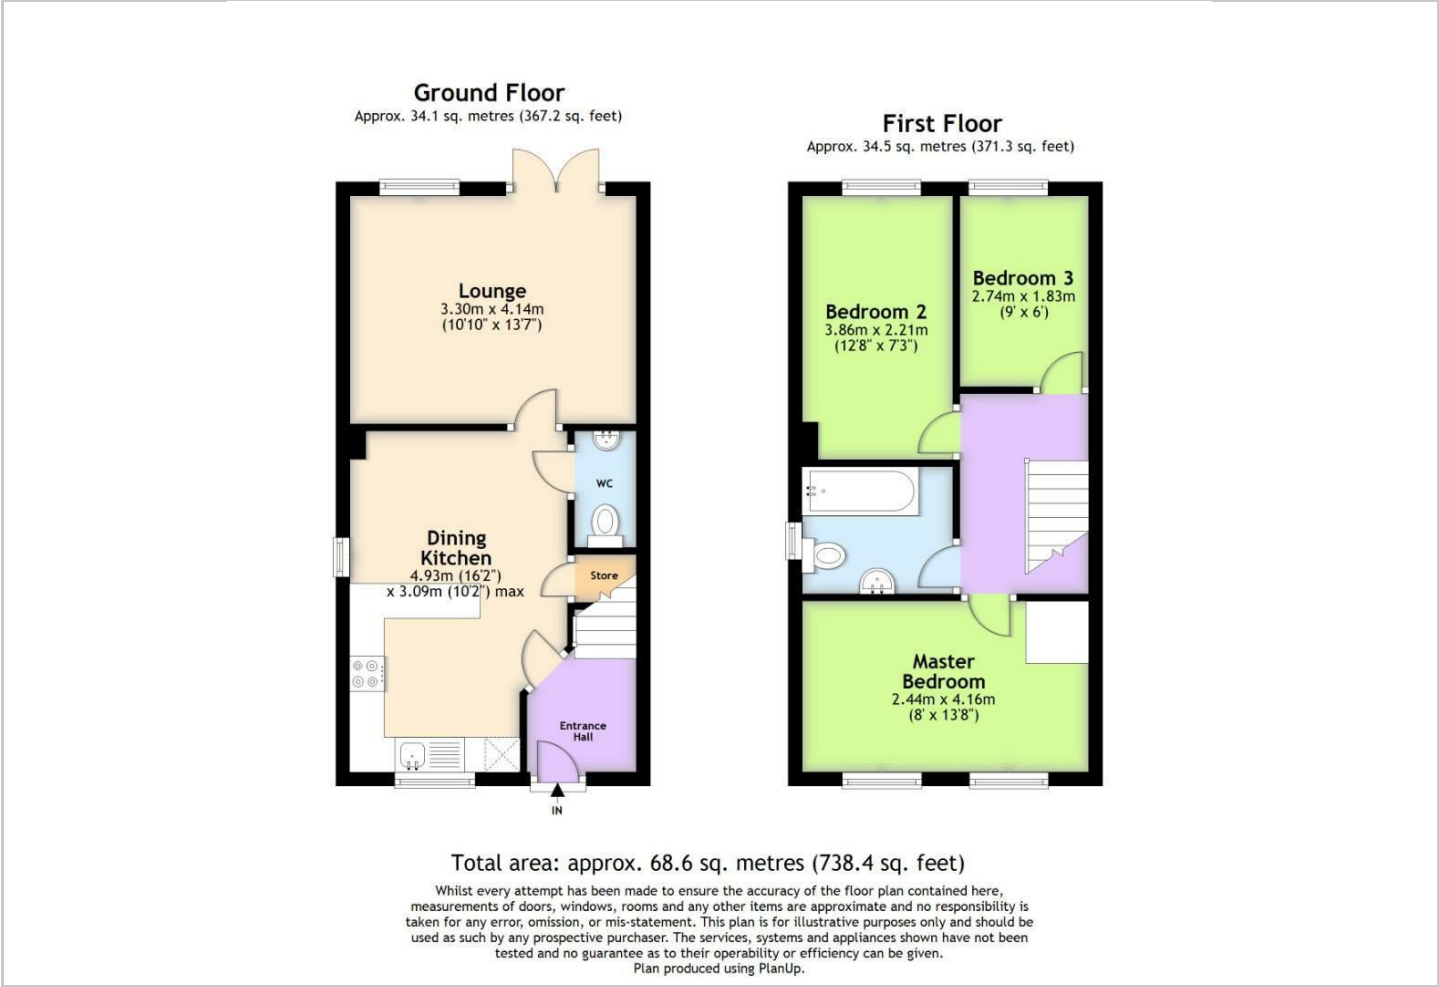 Ground Floor
Approx. 34.1 sq. metres (367.2 sq. feet)
Lounge
3.30m x 4.14m
(10'10" x 13'7")
WC
Dining
Kitchen
4.93m (16'2")
x 3.09m (10'2") max
Store
Entrance
Hall
IN
First Floor
Approx. 34.5 sq. metres (371.3 sq. feet)
Bedroom 2
3.86m x 2.21m
(12'8" x 7'3")
Bedroom 3
2.74m x 1.83m
(9' x 6')
Master
Bedroom
2.44m x 4.16m
(8' x 13'8")
Total area: approx. 68.6 sq. metres (738.4 sq. feet)
Whilst every attempt has been made to ensure the accuracy of the floor plan contained here,
measurements of doors, windows, rooms and any other items are approximate and no responsibility is
taken for any error, omission, or mis-statement. This plan is for illustrative purposes only and should be
used as such by any prospective purchaser. The services, systems and appliances shown have not been
tested and no guarantee as to their operability or efficiency can be given.
Plan produced using PlanUp.